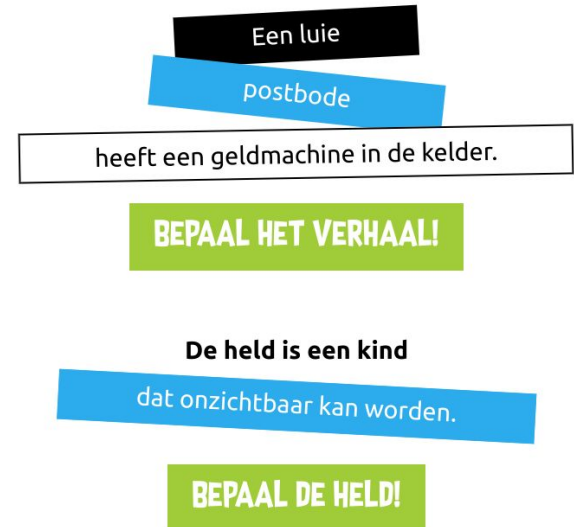 Een luie
postbode
heeft een geldmachine in de kelder.
BEPAAL HET VERHAAL!
De held is een kind
dat onzichtbaar kan worden.
BEPAAL DE HELD!